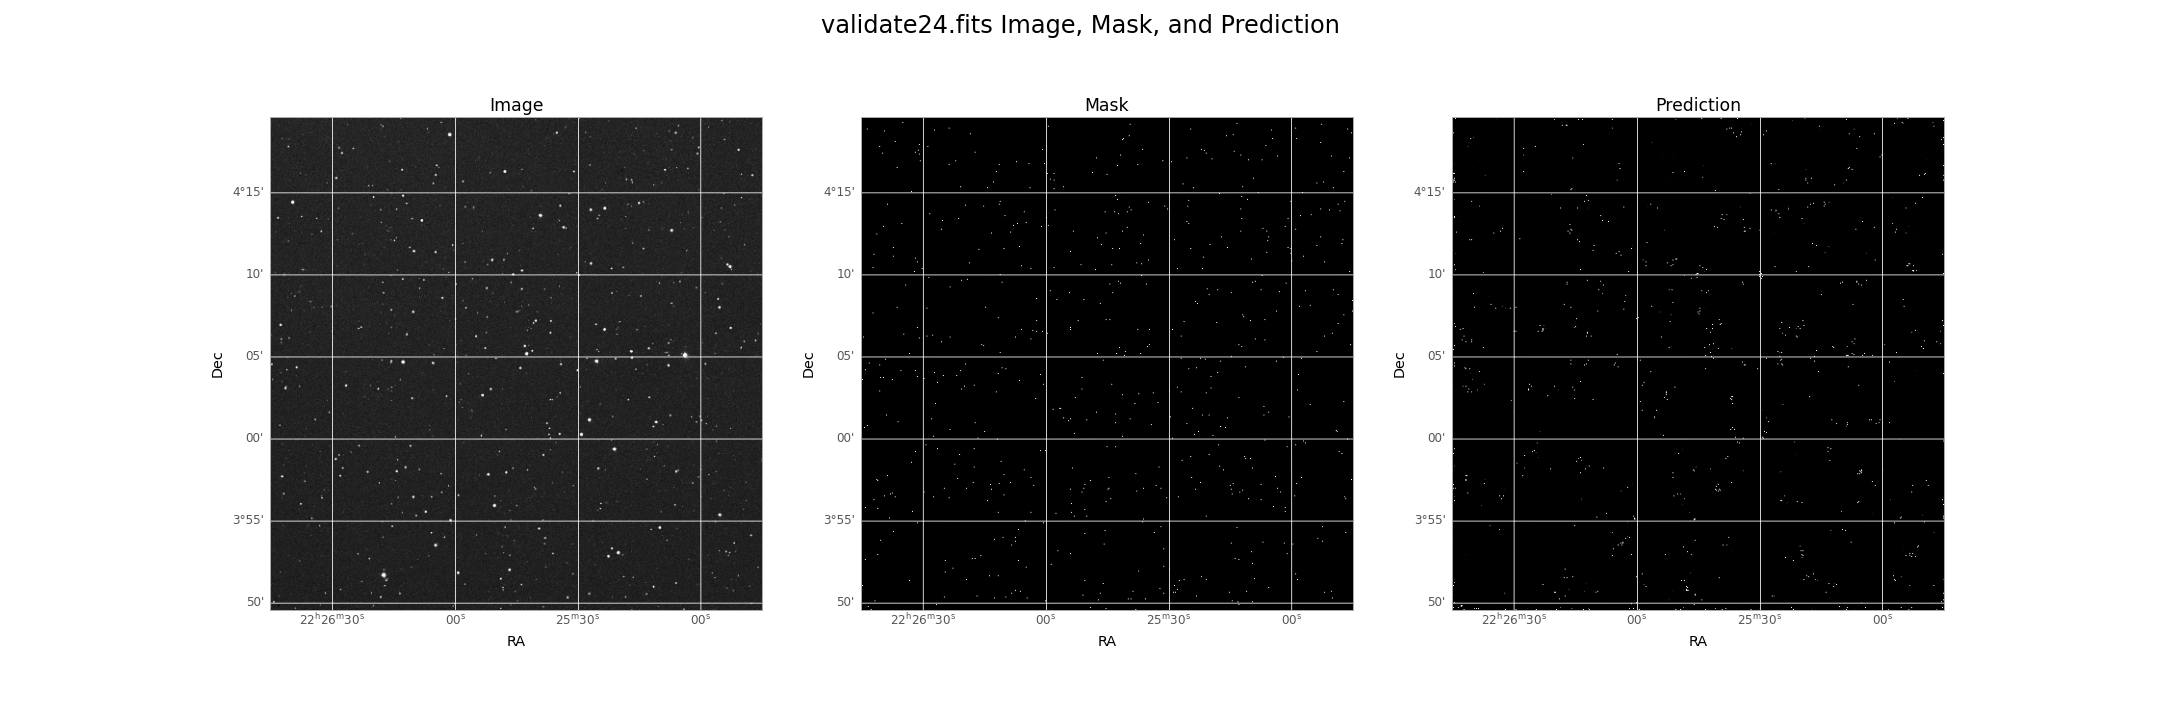 validate24.fits Image, Mask, and Prediction
Image
Mask
Prediction
4°15'
10'
05'
00'
3°55'
50'
Dec
22ʰ26ᵐ30ˢ
00ˢ
25ᵐ30ˢ
00ˢ
RA
4°15'
10'
05'
00'
3°55'
50'
Dec
22ʰ26ᵐ30ˢ
00ˢ
25ᵐ30ˢ
00ˢ
RA
4°15'
10'
05'
00'
3°55'
50'
Dec
22ʰ26ᵐ30ˢ
00ˢ
25ᵐ30ˢ
00ˢ
RA